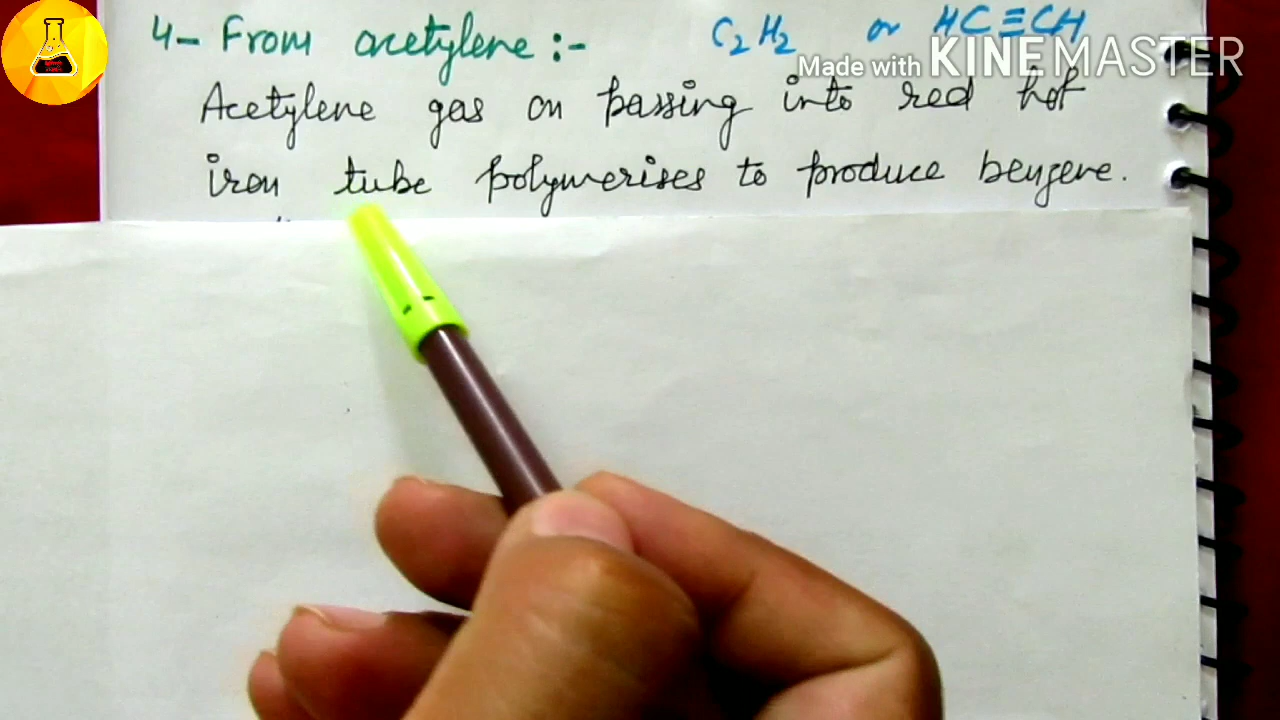 4- From acetylene :- C2H2 or HC≡CH
Made with KINEMASTER
Acetylene gas on passing into red hot
iron tube polymerises to produce benzene.